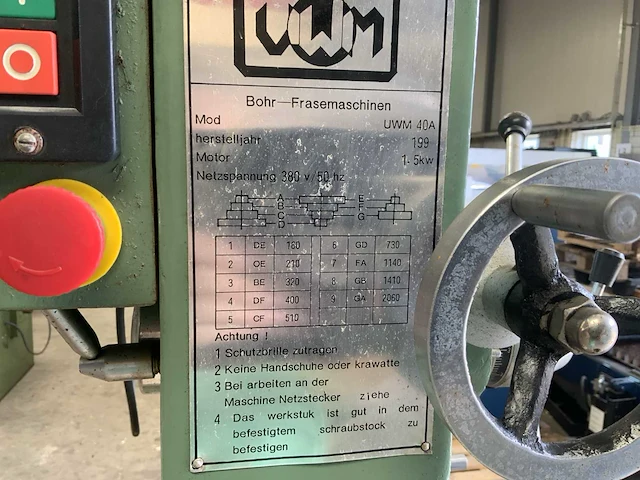 UWM
Bohr—Frasemaschinen
Mod UWM 40A
herstelljahr 199
Motor 1.5kw
Netzspannung 380 v/50 hz
A E
B F
C G
D
1 DE 180 6 GD 730
2 OE 210 7 FA 1140
3 BE 320 8 GB 1410
4 DF 400 9 GA 2060
5 CF 510
Achtung !
1 Schutzbrille zutragen
2 Keine Handschuhe oder krawatte
3 Bei arbeiten an der
Maschine Netzstecker ziehe
4 Das werkstuk ist gut in dem
befestigtem schraubstock zu
befestigen